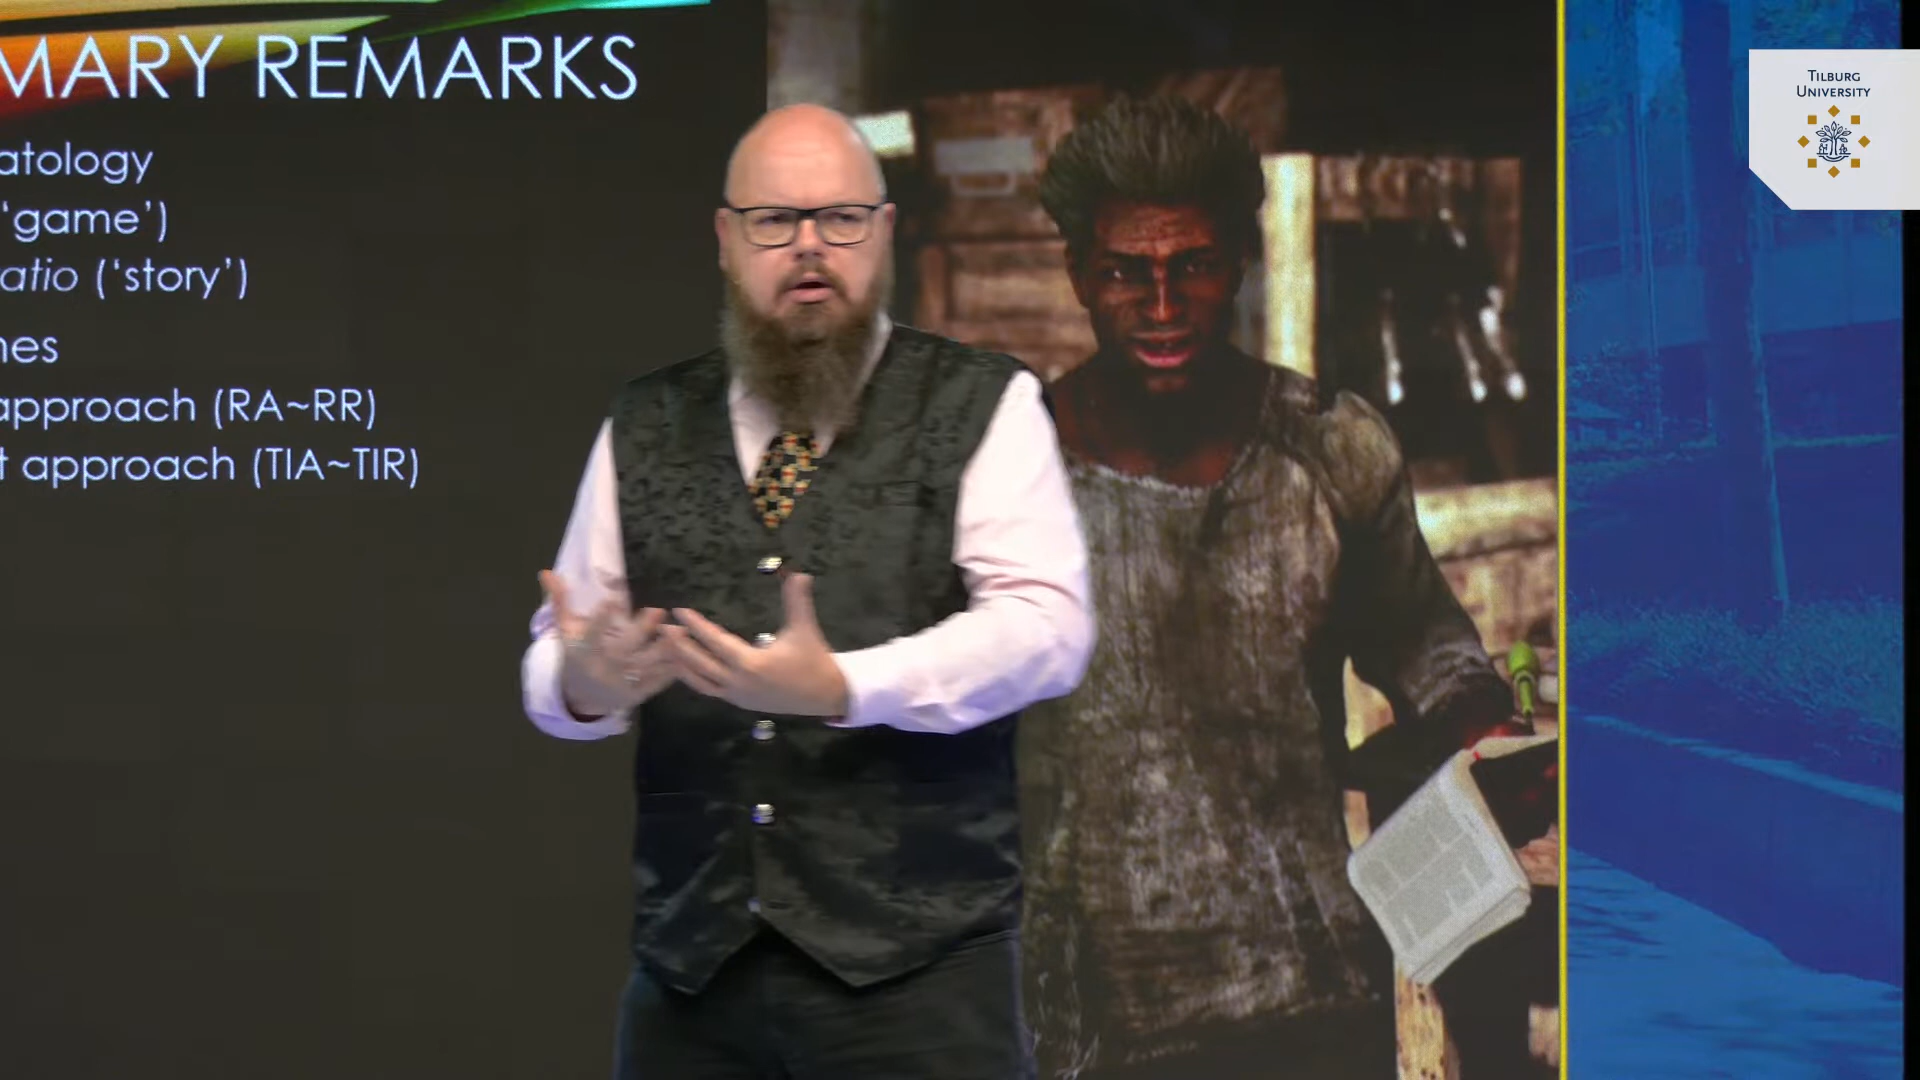 MARY REMARKS
atology
‘game’)
atio (‘story’)
nes
approach (RA~RR)
t approach (TIA~TIR)
TILBURG
UNIVERSITY